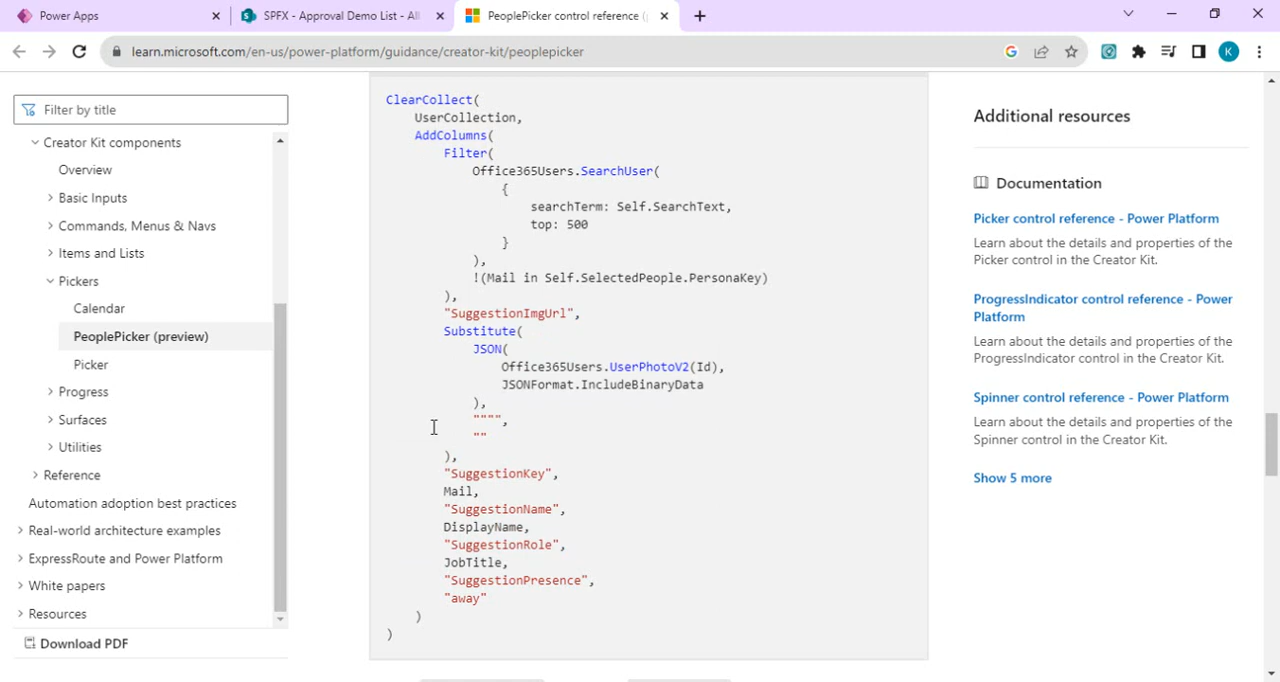 Power Apps
SPFX - Approval Demo List - All
PeoplePicker control reference (
learn.microsoft.com/en-us/power-platform/guidance/creator-kit/peoplepicker
G
K
Filter by title
Creator Kit components
Overview
Basic Inputs
Commands, Menus & Navs
Items and Lists
Pickers
Calendar
PeoplePicker (preview)
Picker
Progress
Surfaces
Utilities
Reference
Automation adoption best practices
Real-world architecture examples
ExpressRoute and Power Platform
White papers
Resources
Download PDF
ClearCollect(
UserCollection,
AddColumns(
Filter(
Office365Users.SearchUser(
{
searchTerm: Self.SearchText,
top: 500
}
),
!(Mail in Self.SelectedPeople.PersonaKey)
),
"SuggestionImgUrl",
Substitute(
JSON(
Office365Users.UserPhotoV2(Id),
JSONFormat.IncludeBinaryData
),
"""",
""
),
"SuggestionKey",
Mail,
"SuggestionName",
DisplayName,
"SuggestionRole",
JobTitle,
"SuggestionPresence",
"away"
)
)
Additional resources
Documentation
Picker control reference - Power Platform
Learn about the details and properties of the
Picker control in the Creator Kit.
ProgressIndicator control reference - Power
Platform
Learn about the details and properties of the
ProgressIndicator control in the Creator Kit.
Spinner control reference - Power Platform
Learn about the details and properties of the
Spinner control in the Creator Kit.
Show 5 more